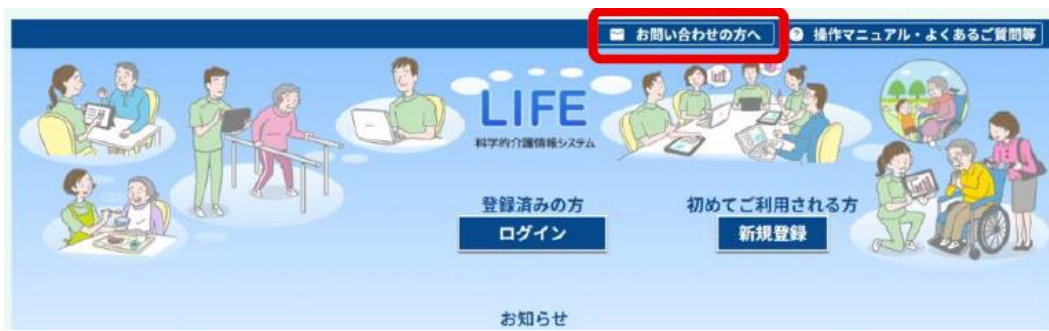 お問い合わせの方へ
操作マニュアル・よくあるご質問等
LIFE
科学的介護情報システム
登録済みの方
初めてご利用される方
ログイン
新規登録
お知らせ